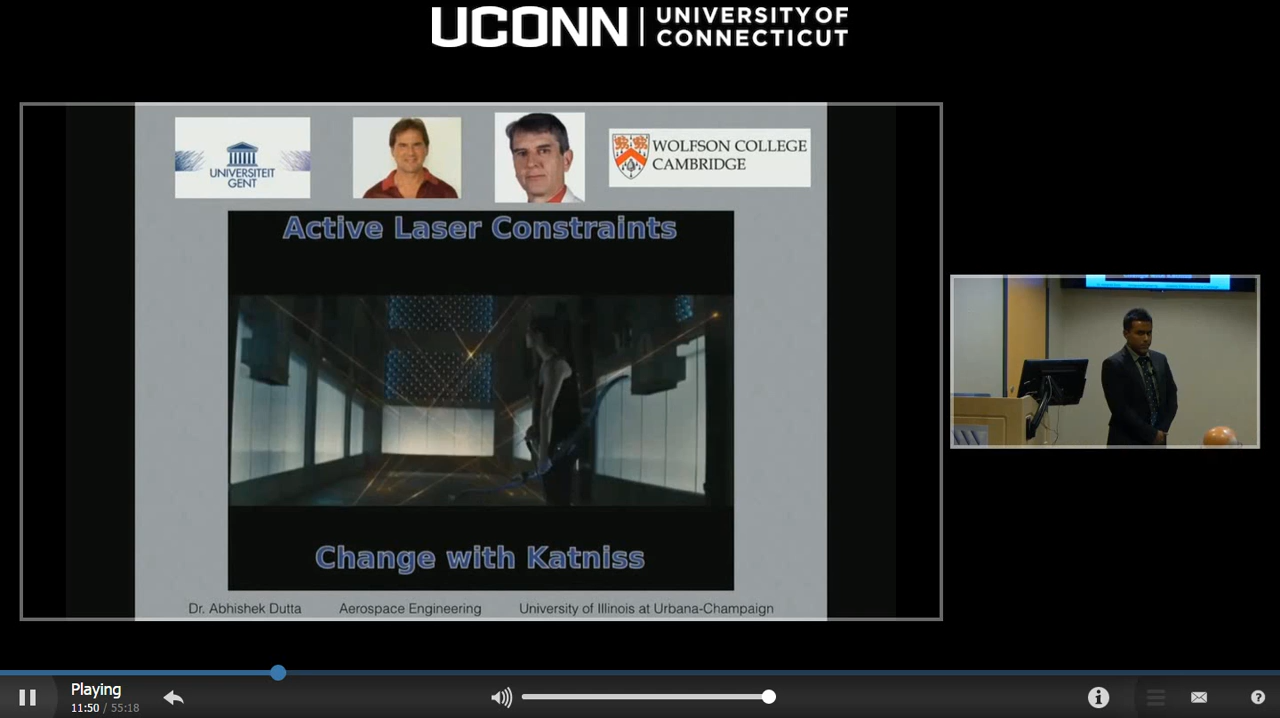 UCONN
UNIVERSITY OF
CONNECTICUT
UNIVERSITEIT
GENT
WOLFSON COLLEGE
CAMBRIDGE
Active Laser Constraints
Change with Katniss
Dr. Abhishek Dutta Aerospace Engineering University of Illinois at Urbana-Champaign
Playing
11:50 / 55:18